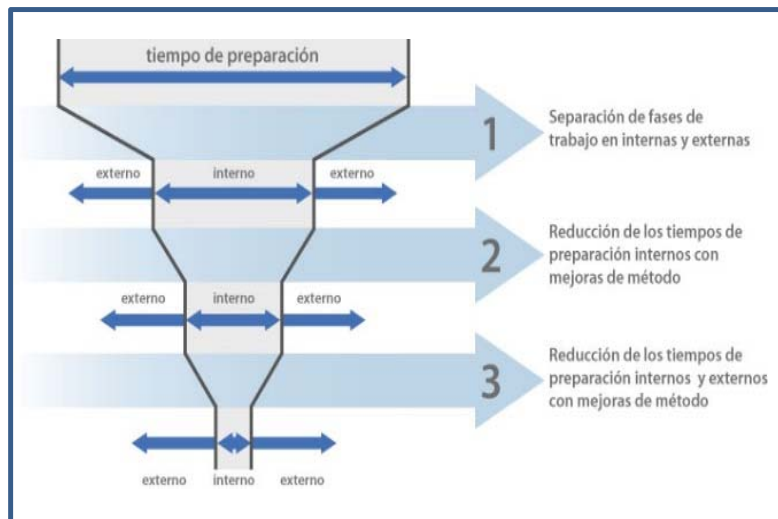 tiempo de preparación
1
Separación de fases de
trabajo en internas y externas
externo interno externo
2
Reducción de los tiempos de
preparación internos con
mejoras de método
externo interno externo
3
Reducción de los tiempos de
preparación internos y externos
con mejoras de método
externo interno externo